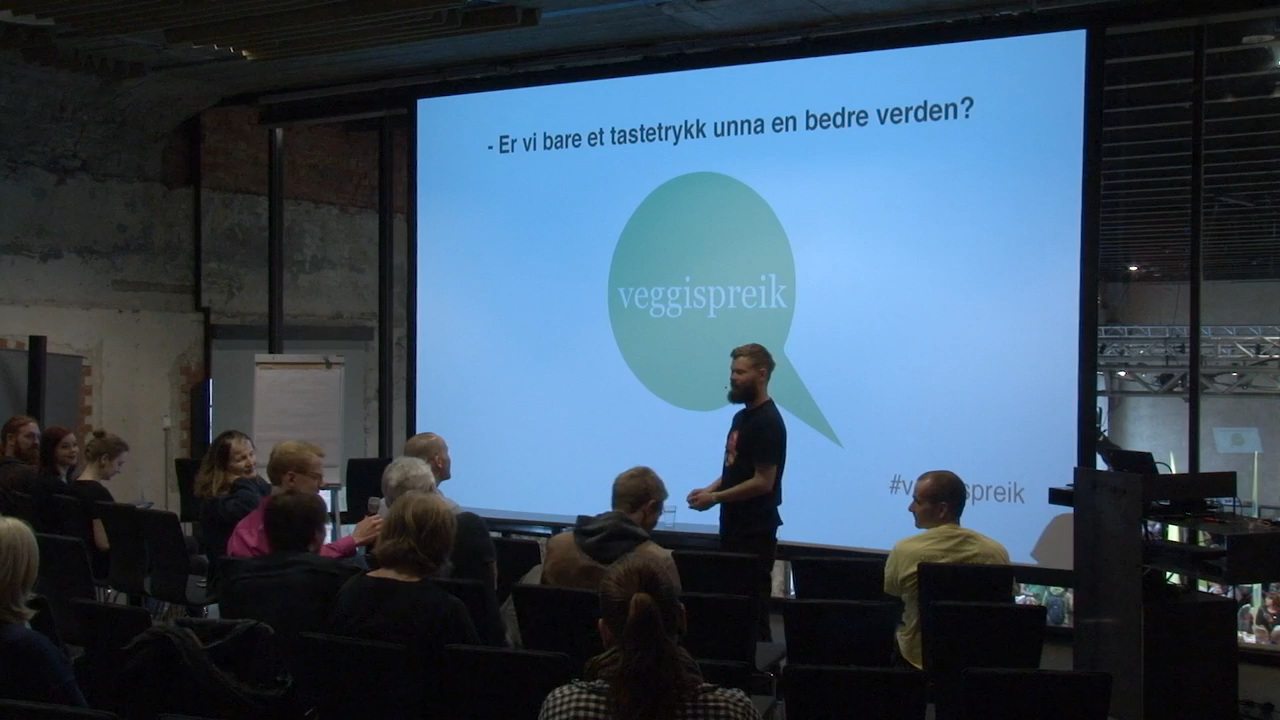 - Er vi bare et tastetrykk unna en bedre verden?
veggispreik